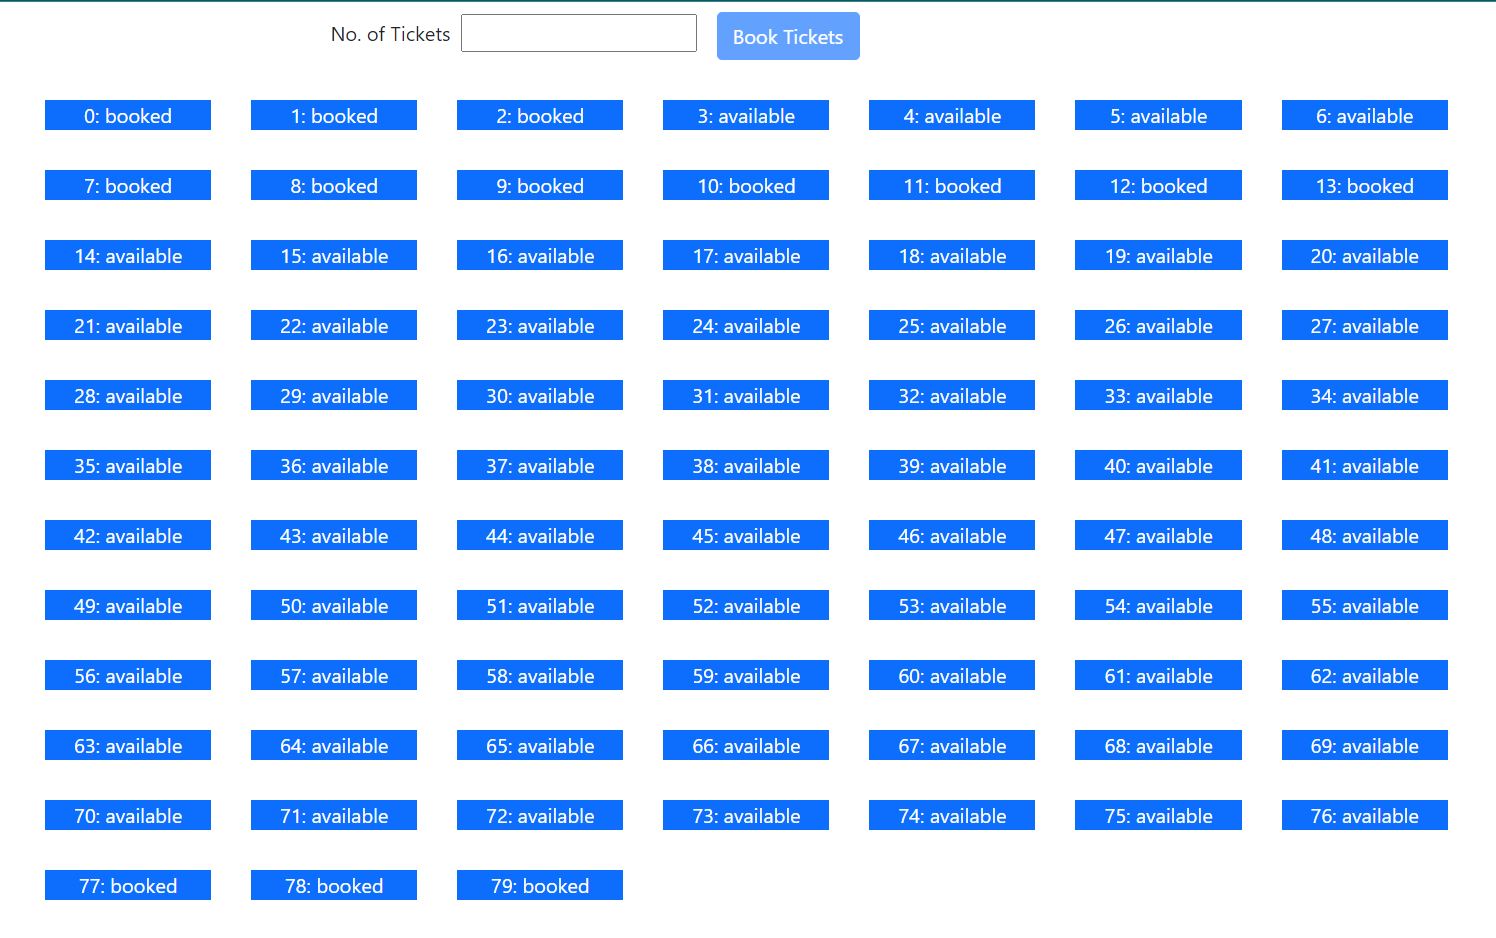 No. of Tickets Book Tickets
0: booked 1: booked 2: booked 3: available 4: available 5: available 6: available
7: booked 8: booked 9: booked 10: booked 11: booked 12: booked 13: booked
14: available 15: available 16: available 17: available 18: available 19: available 20: available
21: available 22: available 23: available 24: available 25: available 26: available 27: available
28: available 29: available 30: available 31: available 32: available 33: available 34: available
35: available 36: available 37: available 38: available 39: available 40: available 41: available
42: available 43: available 44: available 45: available 46: available 47: available 48: available
49: available 50: available 51: available 52: available 53: available 54: available 55: available
56: available 57: available 58: available 59: available 60: available 61: available 62: available
63: available 64: available 65: available 66: available 67: available 68: available 69: available
70: available 71: available 72: available 73: available 74: available 75: available 76: available
77: booked 78: booked 79: booked